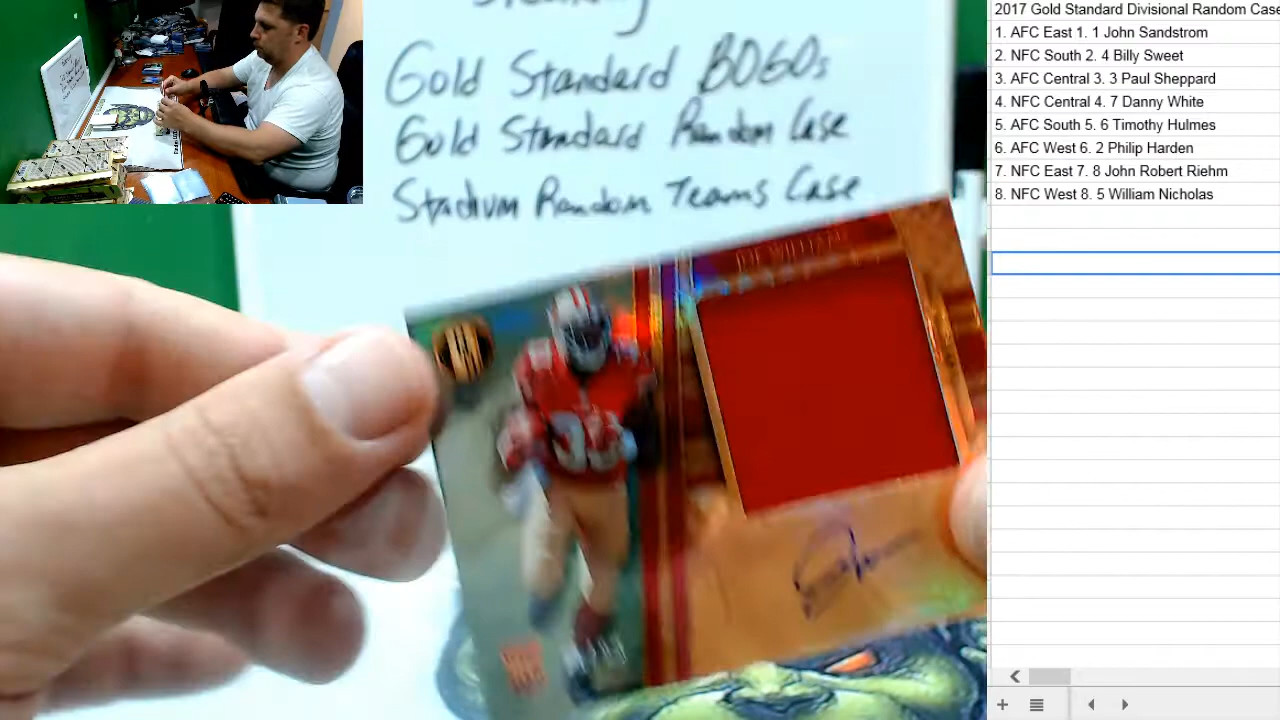 Gold Standard BOGOs
Gold Standard Random Case
Stadium Random Teams Case
JOE WILLIAMS
33
2017 Gold Standard Divisional Random Case
1. AFC East 1. 1 John Sandstrom
2. NFC South 2. 4 Billy Sweet
3. AFC Central 3. 3 Paul Sheppard
4. NFC Central 4. 7 Danny White
5. AFC South 5. 6 Timothy Hulmes
6. AFC West 6. 2 Philip Harden
7. NFC East 7. 8 John Robert Riehm
8. NFC West 8. 5 William Nicholas